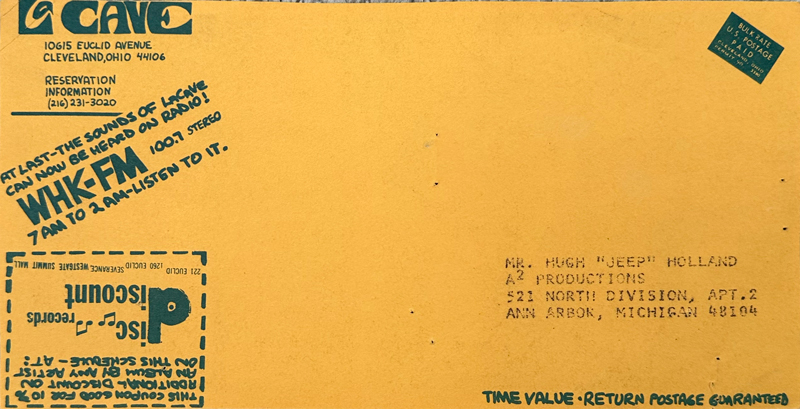 La CAVE
10615 EUCLID AVENUE
CLEVELAND, OHIO 44106
RESERVATION
INFORMATION
(216) 231-3020
AT LAST-THE SOUNDS OF LaCAVE
CAN NOW BE HEARD ON RADIO!
WHK-FM 100.7 STEREO
7 AM TO 2 AM-LISTEN TO IT.
BULK RATE
U.S. POSTAGE
PAID
CLEVELAND, OHIO
THIS COUPON GOOD FOR 10%
ADDITIONAL DISCOUNT ON
AN ALBUM BY ANY ARTIST
ON THIS SCHEDULE - AT:
disc records
discount
221 EUCLID 1260 EUCLID SEVERANCE WESTGATE SUMMIT MALL
MR. HUGH "JEEP" HOLLAND
A² PRODUCTIONS
521 NORTH DIVISION, APT.2
ANN ARBOR, MICHIGAN 48104
TIME VALUE · RETURN POSTAGE GUARANTEED